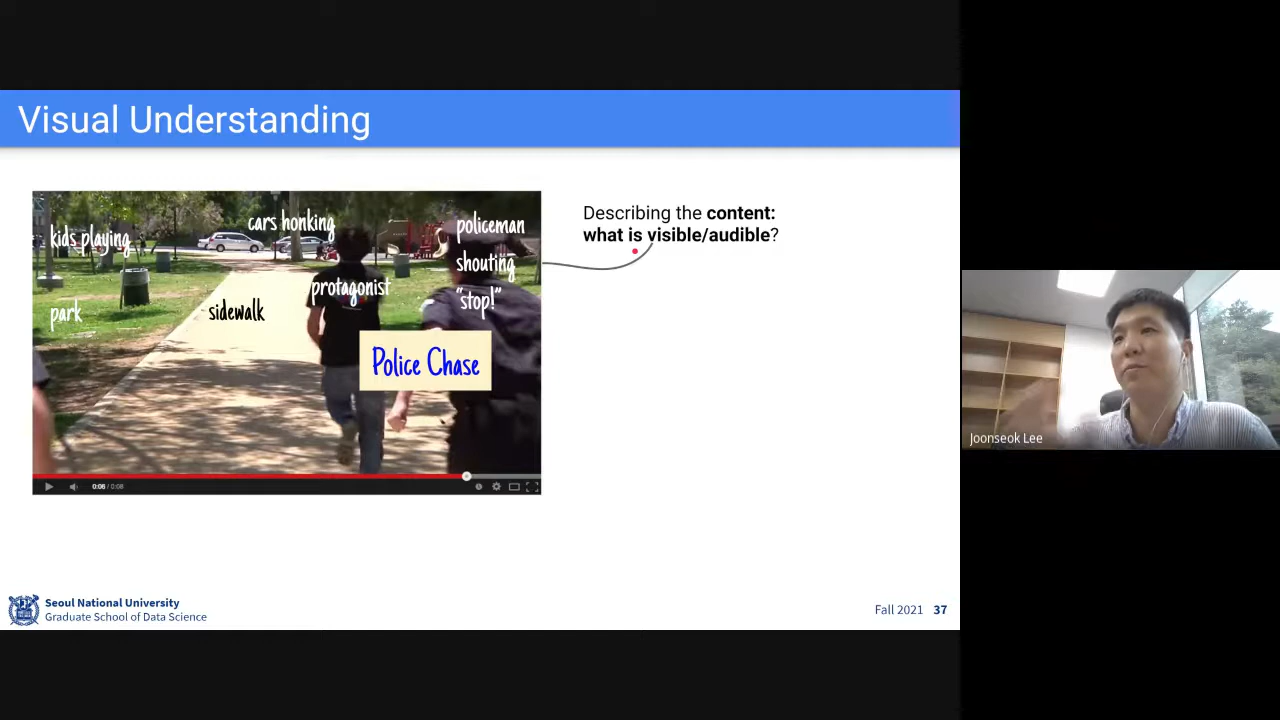 Visual Understanding
kids playing
cars honking
policeman
shouting
"stop!"
protagonist
park
sidewalk
Police Chase
0:06 / 0:08
Describing the content:
what is visible/audible?
Joonseok Lee
Seoul National University
Graduate School of Data Science
Fall 2021 37